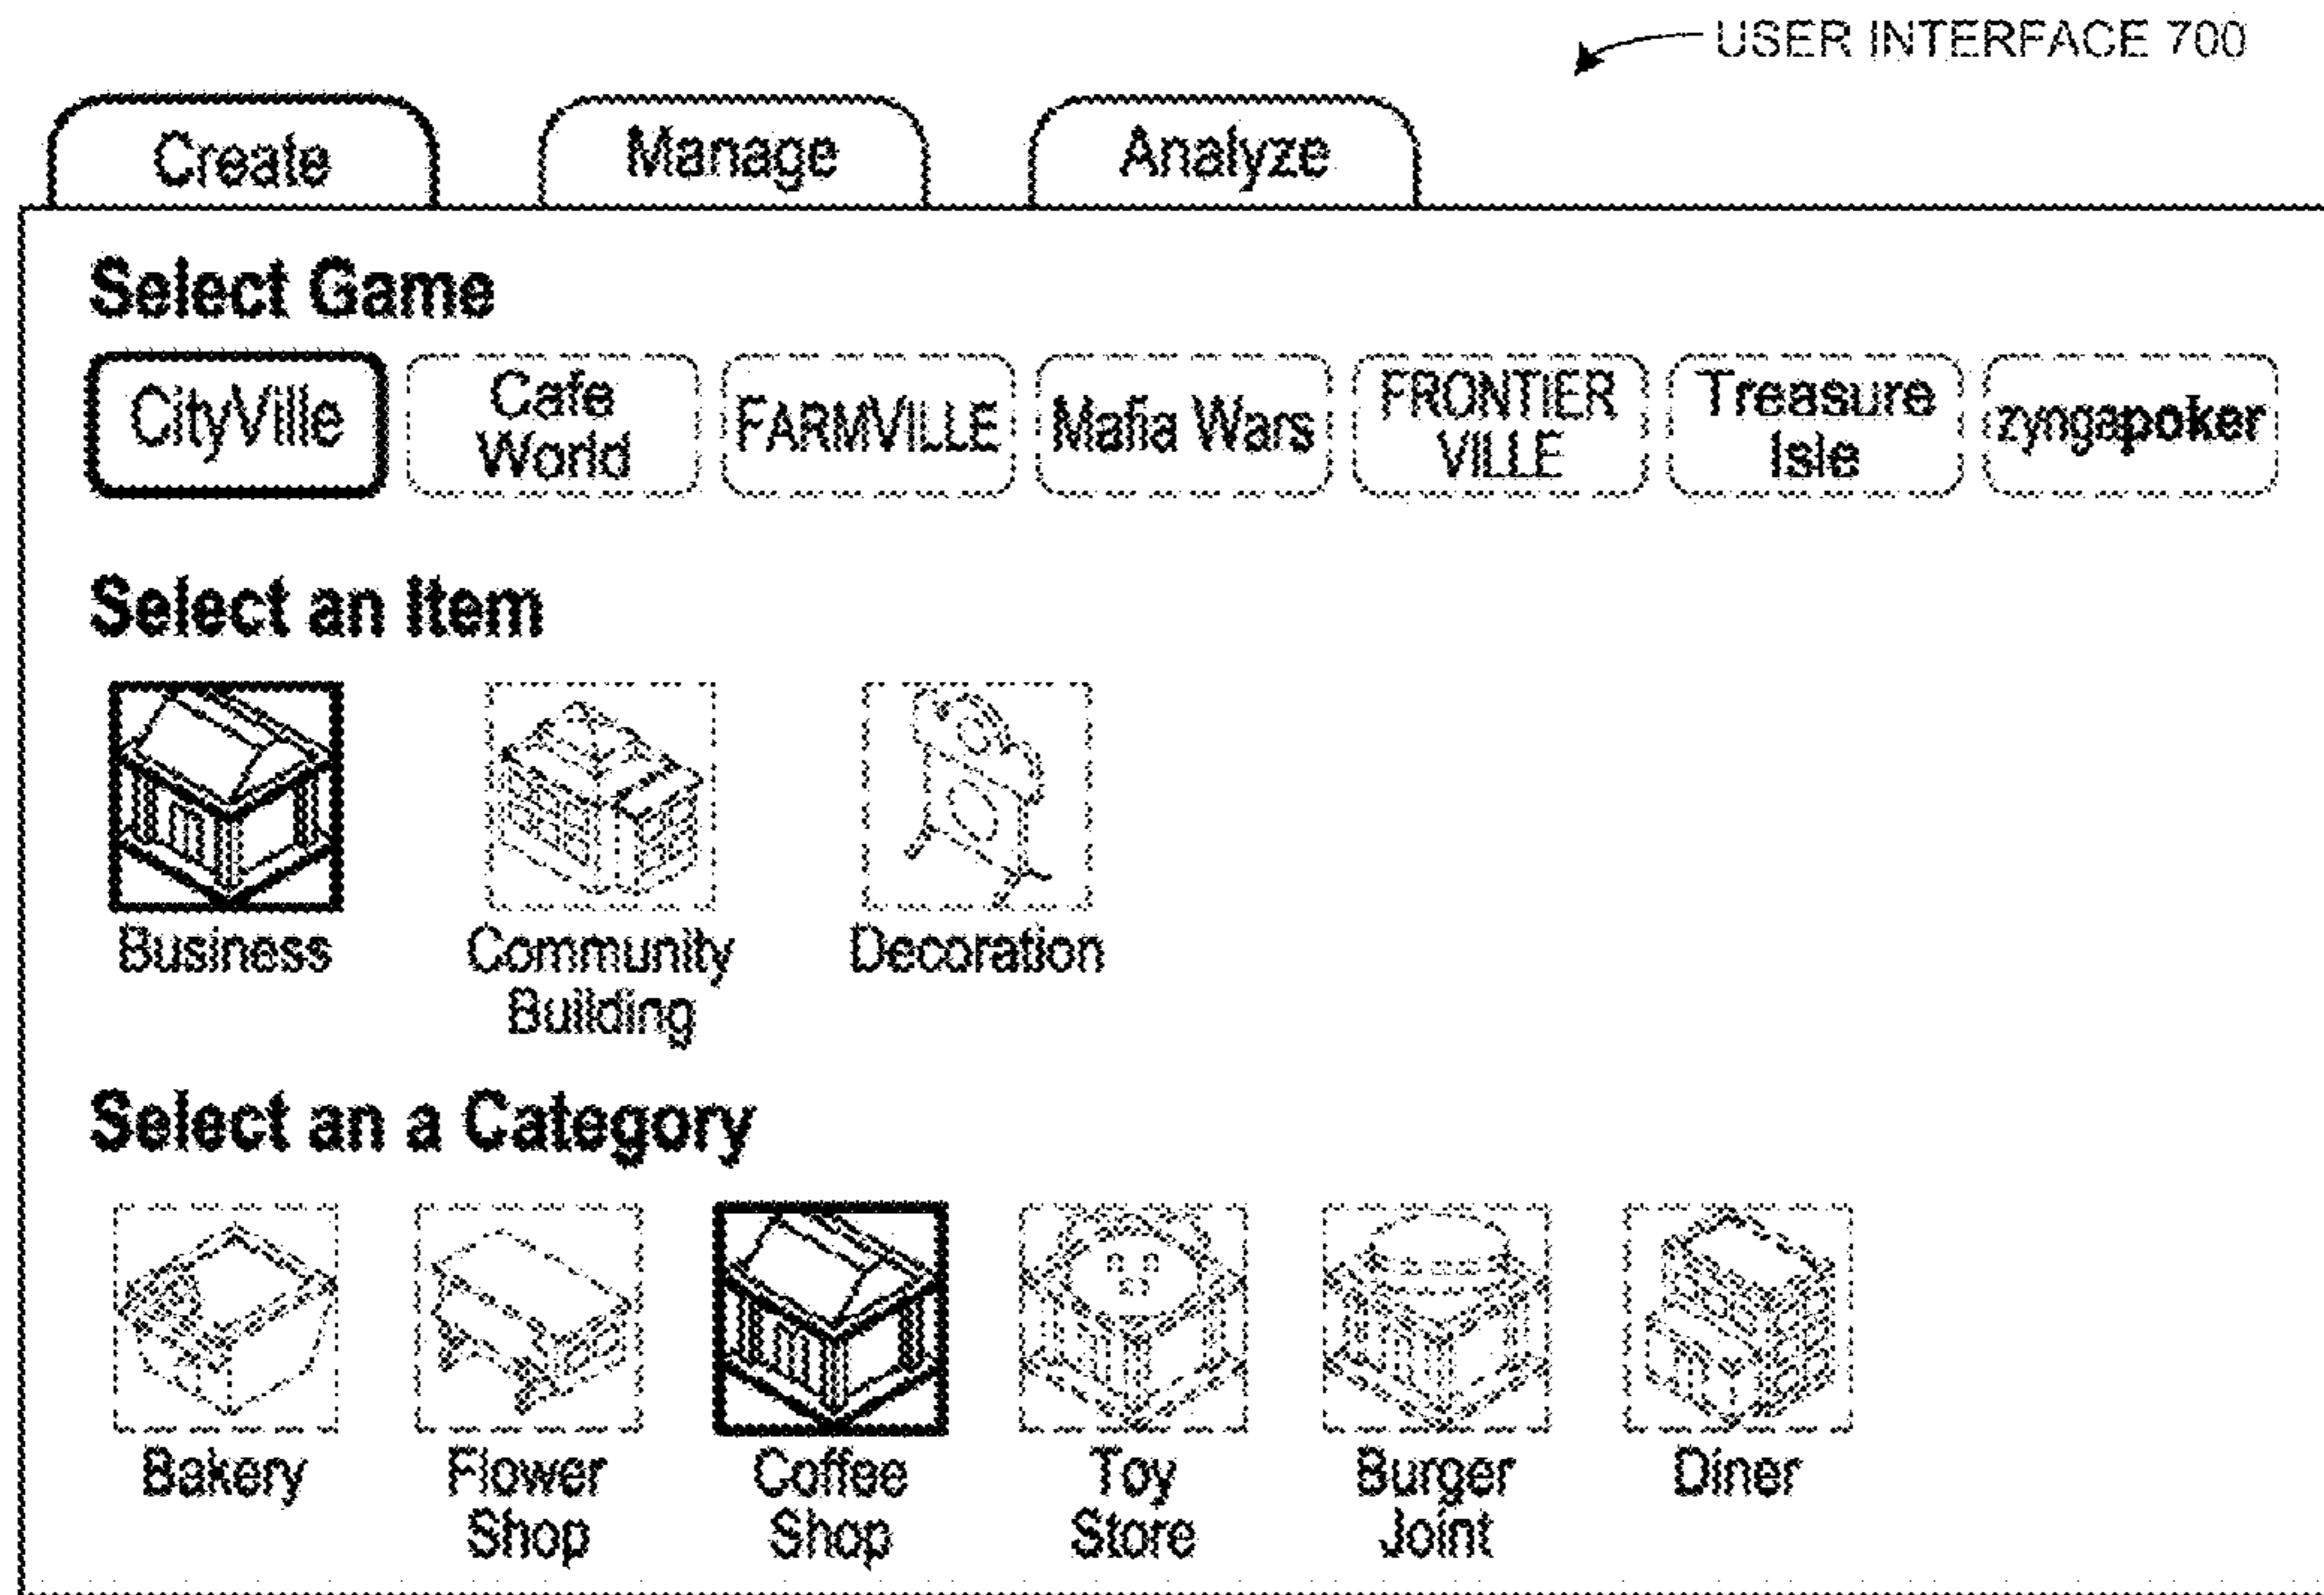 USER INTERFACE 700
Create
Manage
Analyze
Select Game
CityVille
Cafe
World
FARMVILLE
Mafia Wars
FRONTIER
VILLE
Treasure
Isle
zyngapoker
Select an Item
Business
Community
Building
Decoration
Select an a Category
Bakery
Flower
Shop
Coffee
Shop
Toy
Store
Burger
Joint
Diner